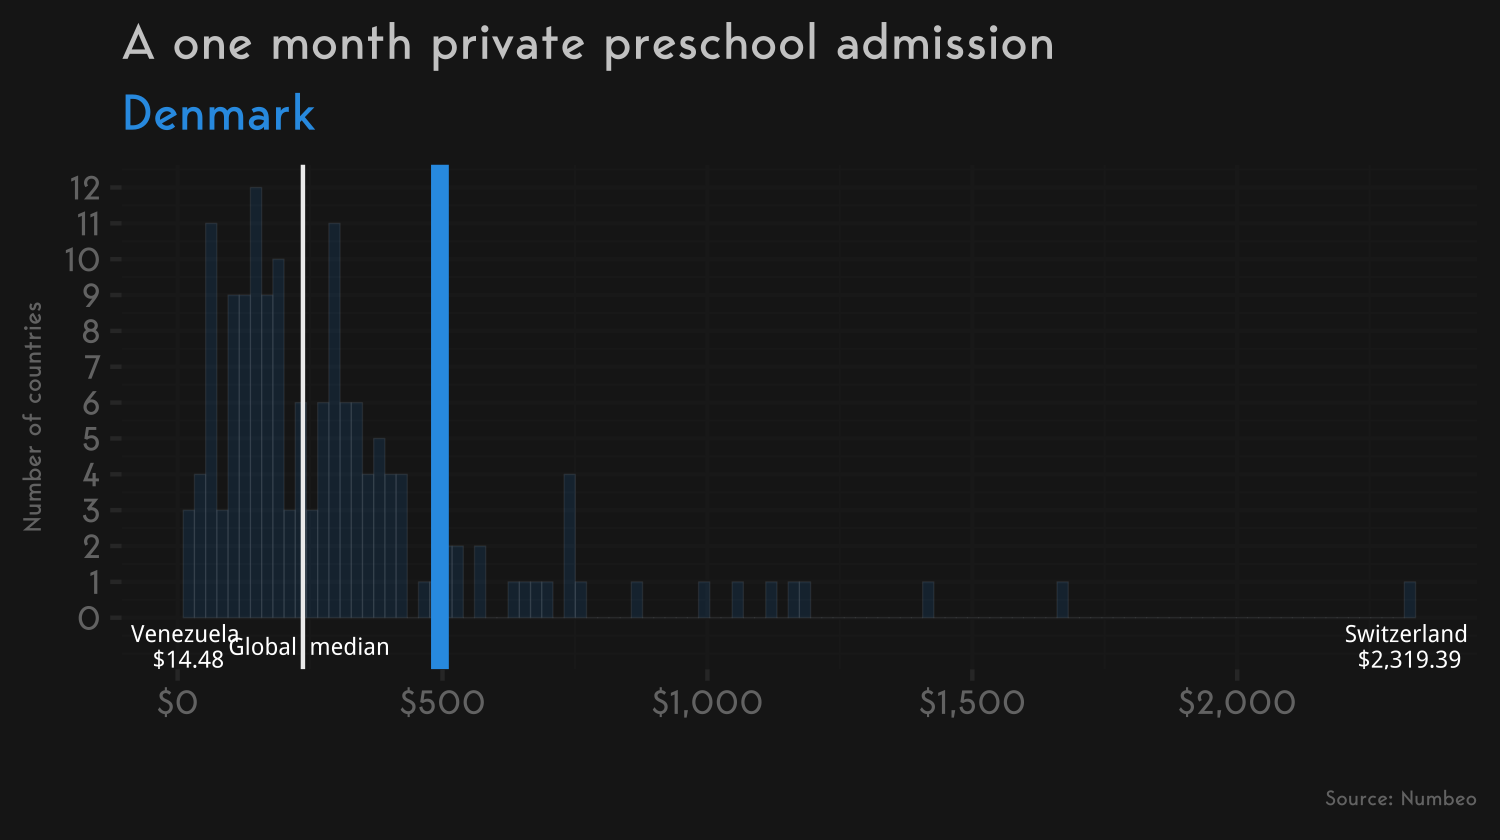 A one month private preschool admission
Denmark
Number of countries
12
11
10
9
8
7
6
5
4
3
2
1
0
Venezuela
$14.48
Global median
Switzerland
$2,319.39
$0 $500 $1,000 $1,500 $2,000
Source: Numbeo